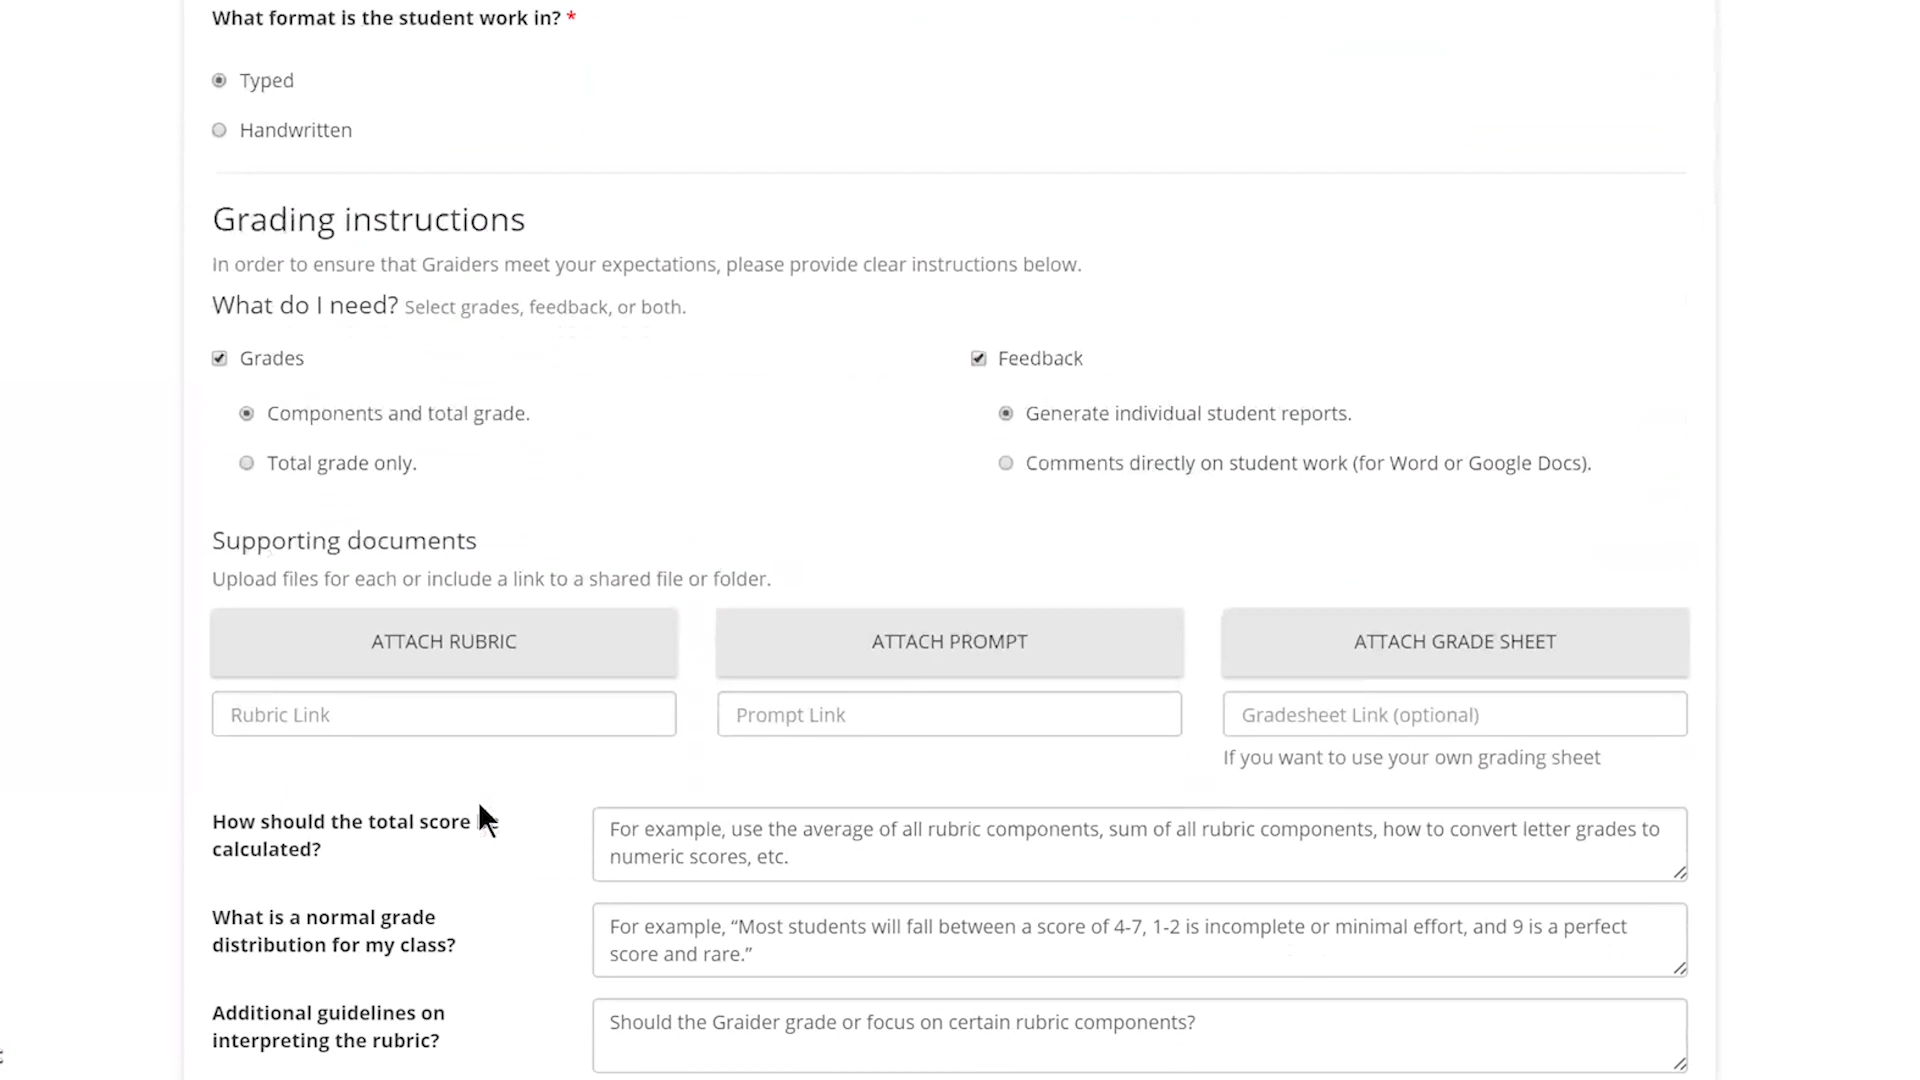 What format is the student work in? *
Typed
Handwritten
Grading instructions
In order to ensure that Graiders meet your expectations, please provide clear instructions below.
What do I need? Select grades, feedback, or both.
Grades
Feedback
Components and total grade.
Generate individual student reports.
Total grade only.
Comments directly on student work (for Word or Google Docs).
Supporting documents
Upload files for each or include a link to a shared file or folder.
ATTACH RUBRIC
ATTACH PROMPT
ATTACH GRADE SHEET
Rubric Link
Prompt Link
Gradesheet Link (optional)
If you want to use your own grading sheet
How should the total score
calculated?
For example, use the average of all rubric components, sum of all rubric components, how to convert letter grades to
numeric scores, etc.
What is a normal grade
distribution for my class?
For example, “Most students will fall between a score of 4-7, 1-2 is incomplete or minimal effort, and 9 is a perfect
score and rare.”
Additional guidelines on
interpreting the rubric?
Should the Graider grade or focus on certain rubric components?